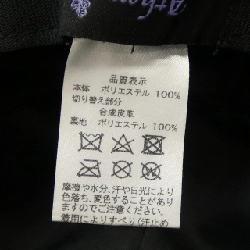 品質表示
本体 ポリエステル 100%
切り替え部分
合成皮革
裏地 ポリエステル 100%
摩擦や水分、汗や日光により
色落ち、変色することがあり
ますのでご注意ください